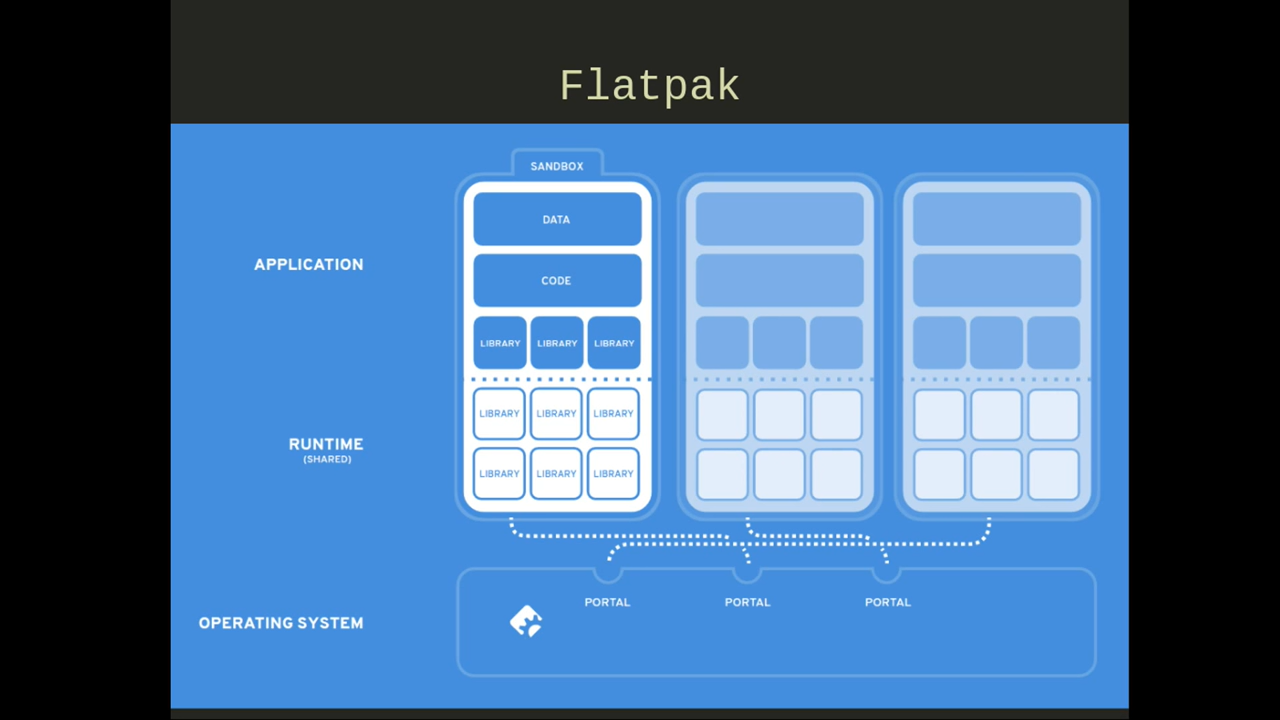 Flatpak
SANDBOX
DATA
APPLICATION
CODE
LIBRARY LIBRARY LIBRARY
LIBRARY LIBRARY LIBRARY
RUNTIME
(SHARED)
LIBRARY LIBRARY LIBRARY
PORTAL PORTAL PORTAL
OPERATING SYSTEM